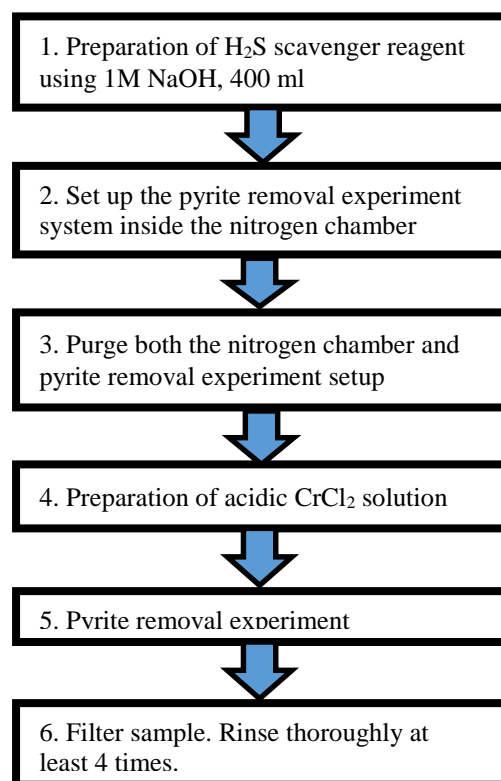 1. Preparation of H₂S scavenger reagent
using 1M NaOH, 400 ml
2. Set up the pyrite removal experiment
system inside the nitrogen chamber
3. Purge both the nitrogen chamber and
pyrite removal experiment setup
4. Preparation of acidic CrCl₂ solution
5. Pyrite removal experiment
6. Filter sample. Rinse thoroughly at
least 4 times.